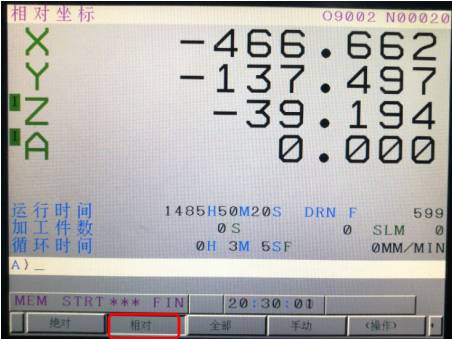 相对坐标 O9002 N00020
X -466.662
Y -137.497
1 Z -39.194
1 A 0.000
运行时间 1485H50M20S DRN F 599
加工件数 0S 0 SLM 0
循环时间 0H 3M 5SF 0MM/MIN
A)_
MEM STRT*** FIN 20:30:01
绝对 相对 全部 手动 (操作)